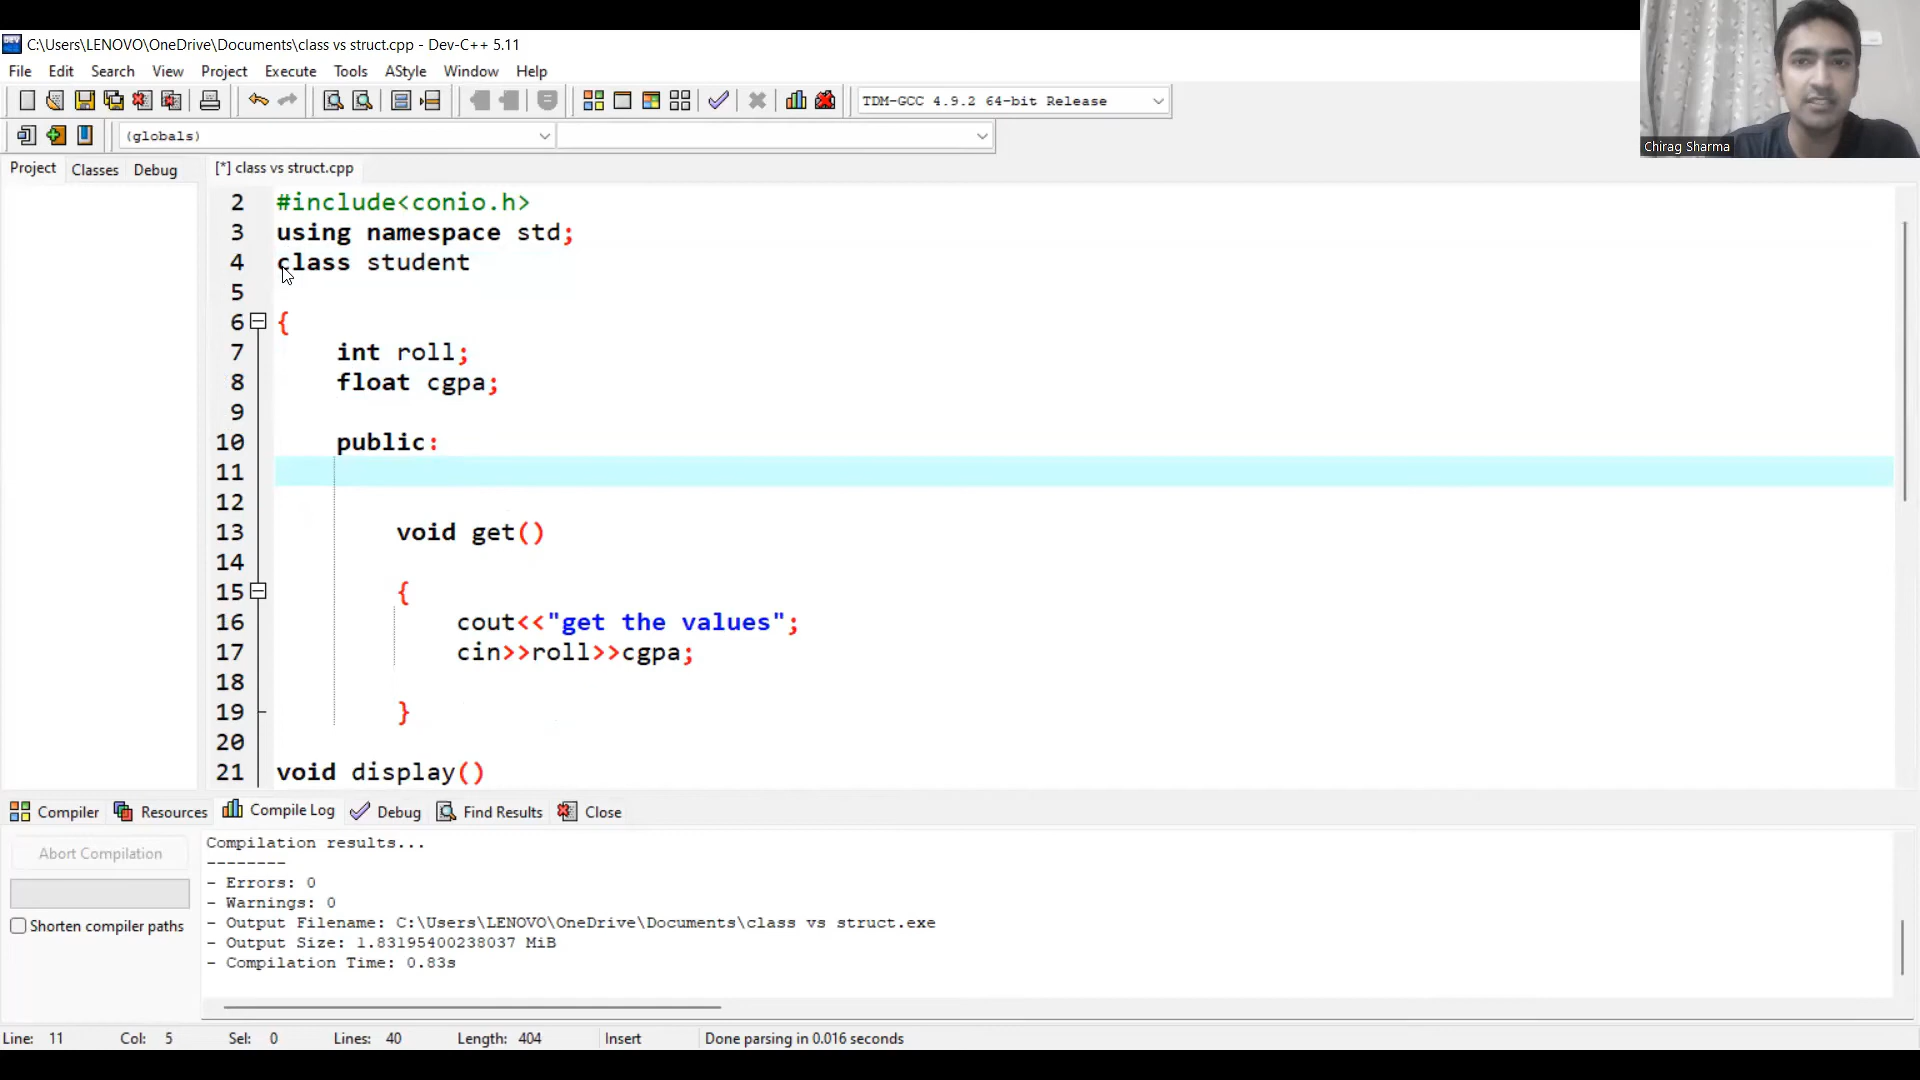 C:\Users\LENOVO\OneDrive\Documents\class vs struct.cpp - Dev-C++ 5.11
File Edit Search View Project Execute Tools AStyle Window Help
TDM-GCC 4.9.2 64-bit Release
(globals)
Chirag Sharma
Project Classes Debug [*] class vs struct.cpp
2 #include<conio.h>
3 using namespace std;
4 class student
5
6 {
7 int roll;
8 float cgpa;
9
10 public:
11
12
13 void get()
14
15 {
16 cout<<"get the values";
17 cin>>roll>>cgpa;
18
19 }
20
21 void display()
Compiler Resources Compile Log Debug Find Results Close
Abort Compilation
Shorten compiler paths
Compilation results...
--------
- Errors: 0
- Warnings: 0
- Output Filename: C:\Users\LENOVO\OneDrive\Documents\class vs struct.exe
- Output Size: 1.83195400238037 MiB
- Compilation Time: 0.83s
Line: 11 Col: 5 Sel: 0 Lines: 40 Length: 404 Insert Done parsing in 0.016 seconds